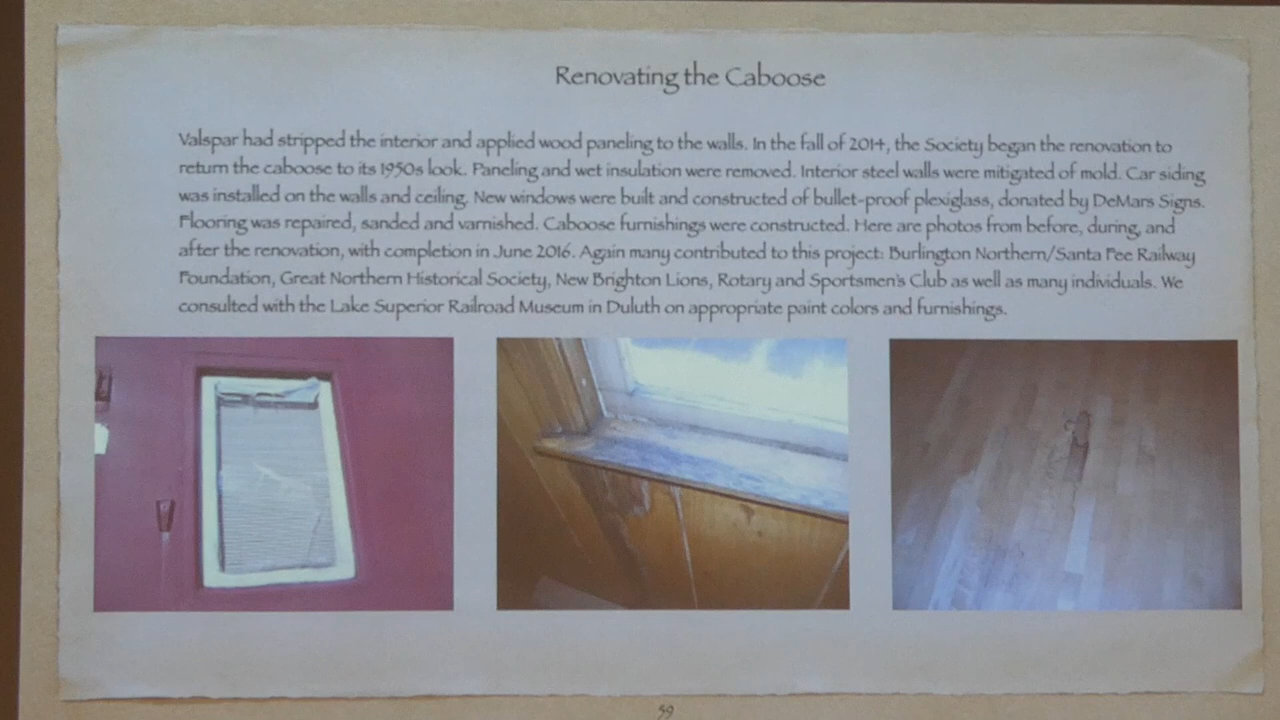 Renovating the Caboose
Valspar had stripped the interior and applied wood paneling to the walls. In the fall of 2014, the Society began the renovation to
return the caboose to its 1950s look. Paneling and wet insulation were removed. Interior steel walls were mitigated of mold. Car siding
was installed on the walls and ceiling. New windows were built and constructed of bullet-proof plexiglass, donated by DeMars Signs.
Flooring was repaired, sanded and varnished. Caboose furnishings were constructed. Here are photos from before, during, and
after the renovation, with completion in June 2016. Again many contributed to this project: Burlington Northern/Santa Fee Railway
Foundation, Great Northern Historical Society, New Brighton Lions, Rotary and Sportsmen's Club as well as many individuals. We
consulted with the Lake Superior Railroad Museum in Duluth on appropriate paint colors and furnishings.
59